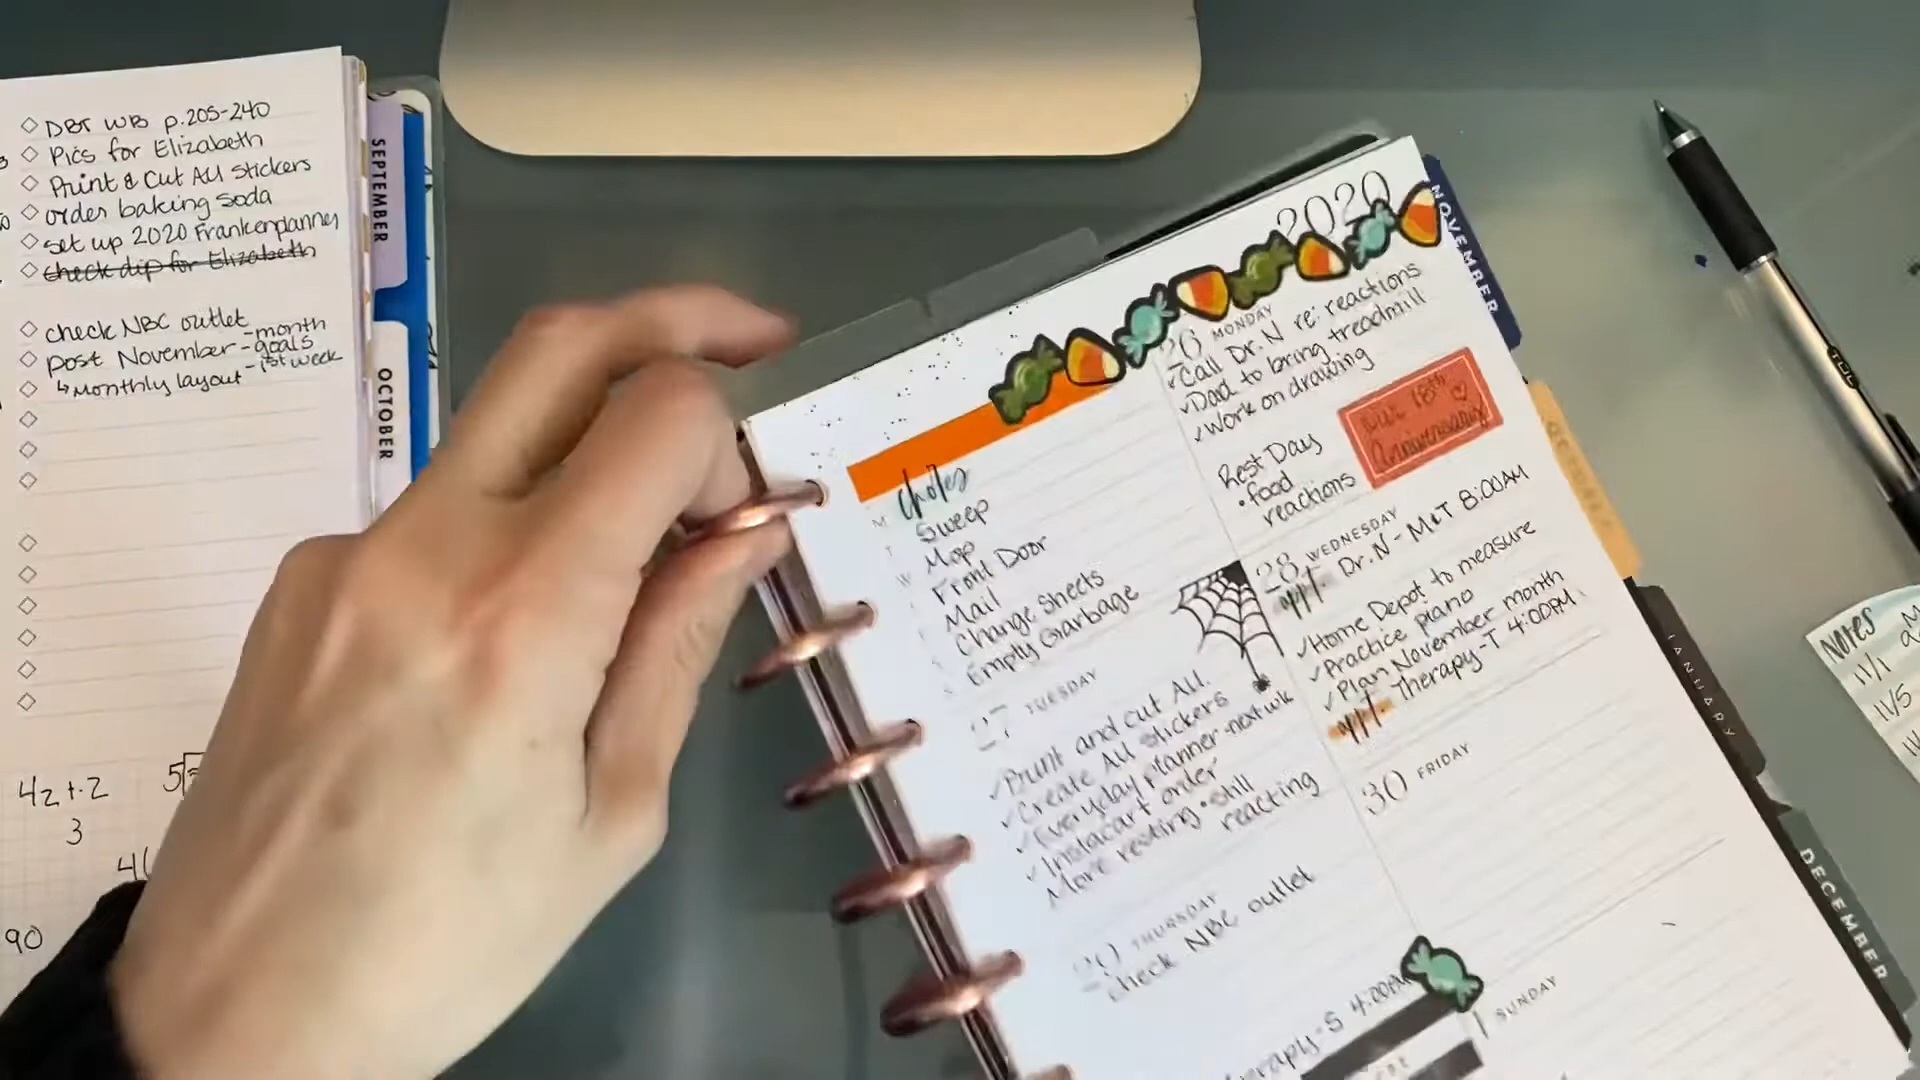 DBT WB p.205-240
Pics for Elizabeth
Print & Cut All Stickers
order baking soda
set up 2020 Frankenplanner
check dip for Elizabeth
check NBC outlet
post November - month
- goals
↳ Monthly layout - 1st week
SEPTEMBER
OCTOBER
4z+.2
3
5
90
2020
chores
Sweep
Mop
Front Door
Mail
Change Sheets
Empty Garbage
M
T
W
26 MONDAY
✓Call Dr. N re: reactions
✓Dad to bring treadmill
✓Work on drawing
Rest Day
• food
reactions
our 18th
Anniversary
27 TUESDAY
✓Print and cut All.
✓Create All Stickers
✓Everyday planner-next wk
✓Instacart order
More resting • still
reacting
28 WEDNESDAY
Dr. N - M&T 8:00AM
✓Home Depot to measure
✓Practice piano
✓Plan November month
Therapy-T 4:00PM
THURSDAY
check NBC outlet
Therapy-S 4:00PM
30 FRIDAY
1 SUNDAY
NOVEMBER
OCTOBER
JANUARY
DECEMBER
Notes
11/1
11/5